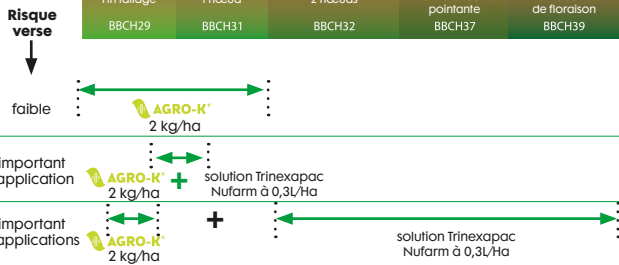 Risque
verse
1 nœud
2 nœuds
pointante
de floraison
BBCH29
BBCH31
BBCH32
BBCH37
BBCH39
faible
AGRO-K®
2 kg/ha
important
application
AGRO-K®
2 kg/ha
+
solution Trinexapac
Nufarm à 0,3L/Ha
important
applications
AGRO-K®
2 kg/ha
+
solution Trinexapac
Nufarm à 0,3L/Ha